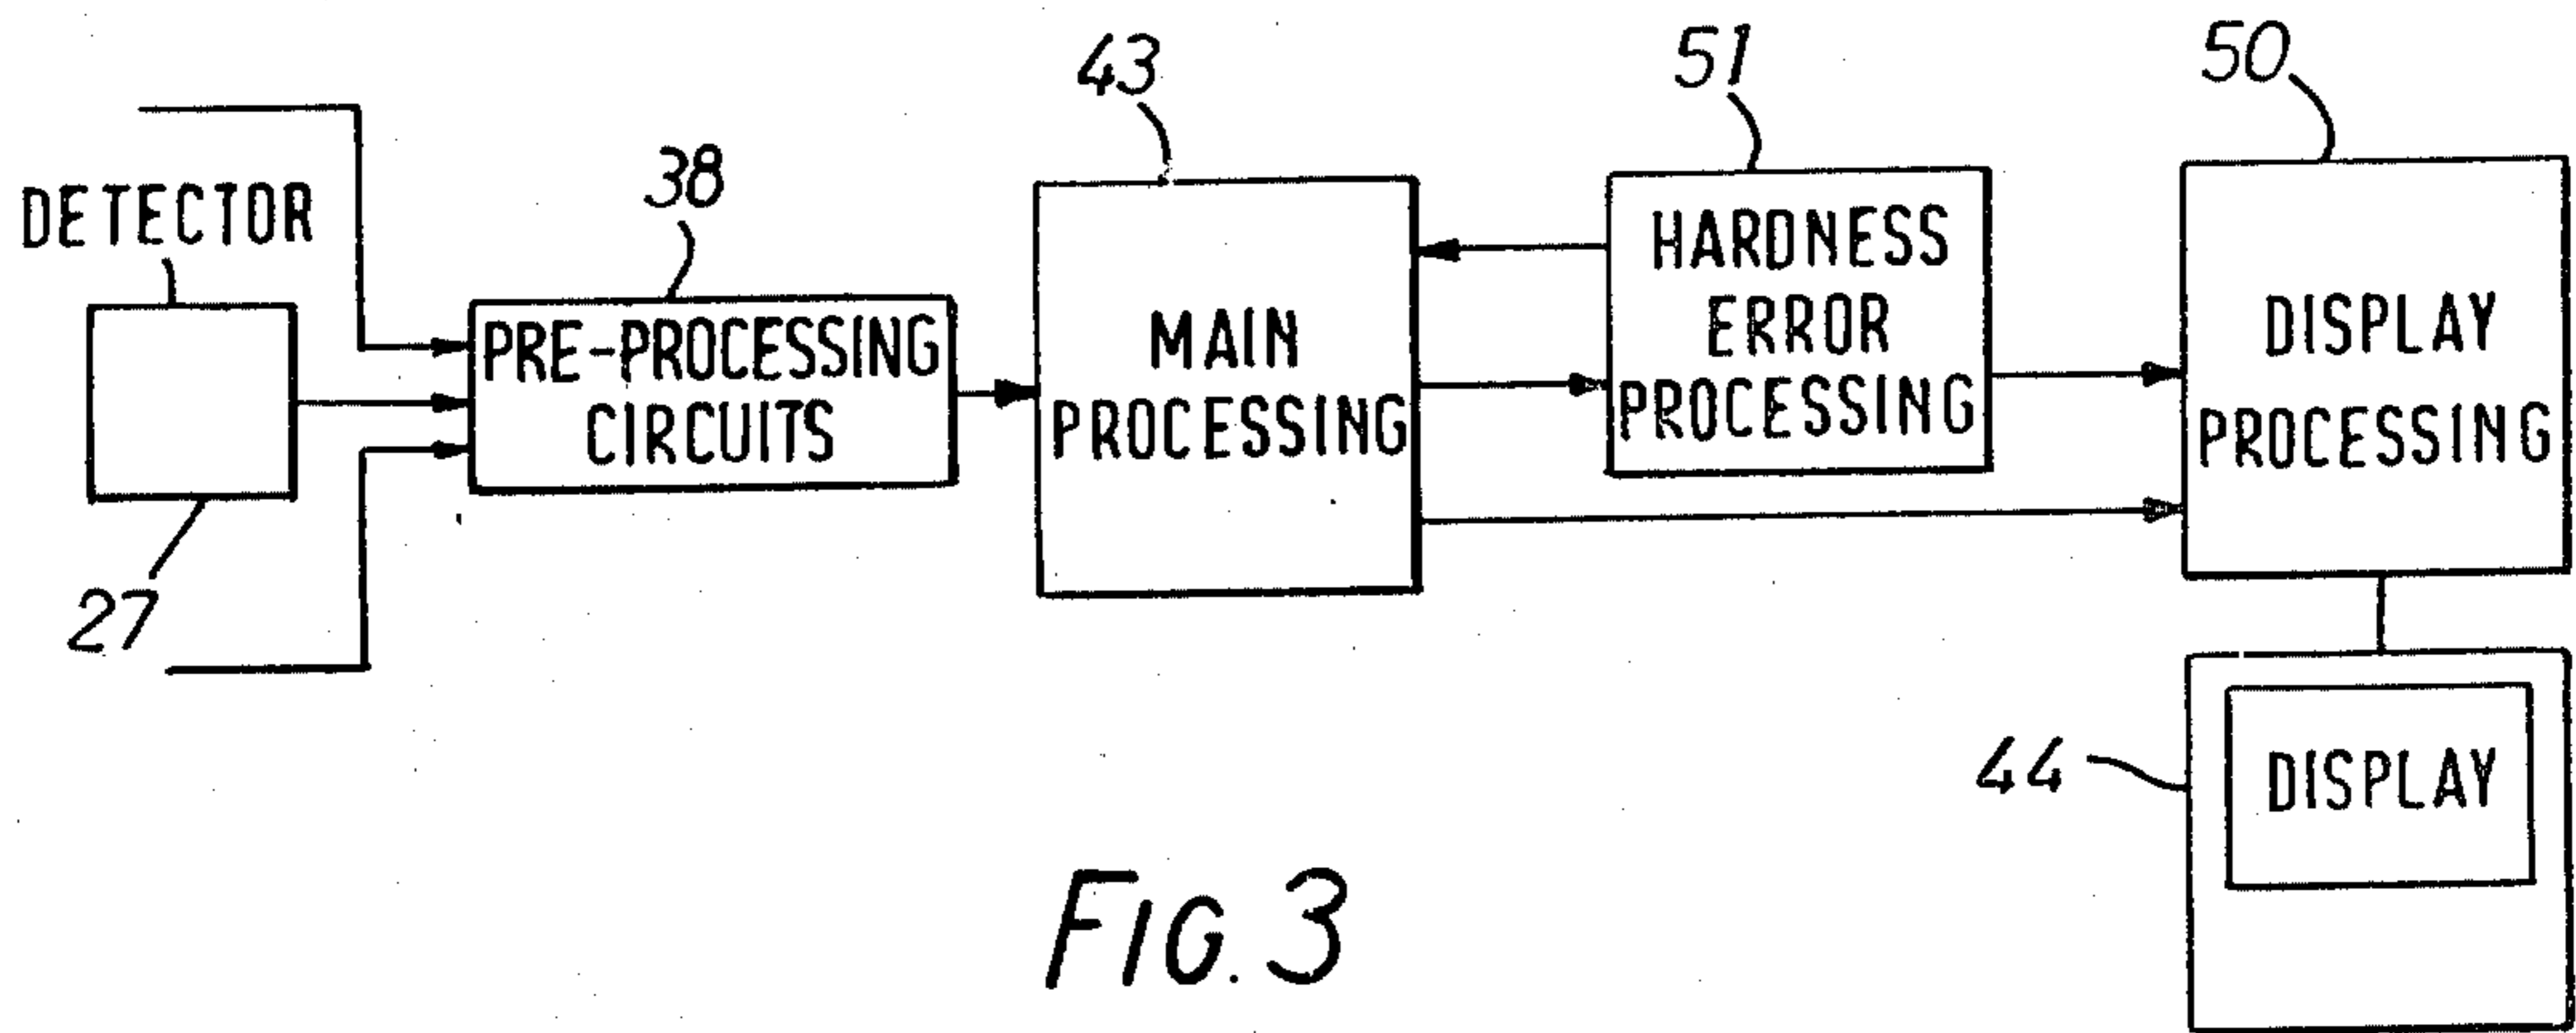 DETECTOR
27
38
PRE-PROCESSING
CIRCUITS
43
MAIN
PROCESSING
51
HARDNESS
ERROR
PROCESSING
50
DISPLAY
PROCESSING
44
DISPLAY
FIG. 3